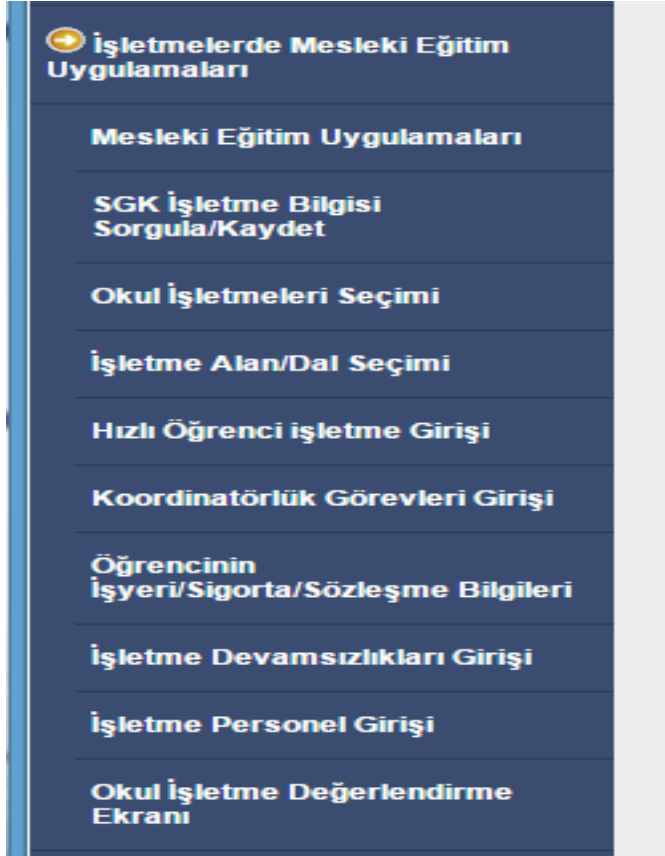 İşletmelerde Mesleki Eğitim
Uygulamaları
Mesleki Eğitim Uygulamaları
SGK İşletme Bilgisi
Sorgula/Kaydet
Okul İşletmeleri Seçimi
İşletme Alan/Dal Seçimi
Hızlı Öğrenci işletme Girişi
Koordinatörlük Görevleri Girişi
Öğrencinin
İşyeri/Sigorta/Sözleşme Bilgileri
İşletme Devamsızlıkları Girişi
İşletme Personel Girişi
Okul İşletme Değerlendirme
Ekranı